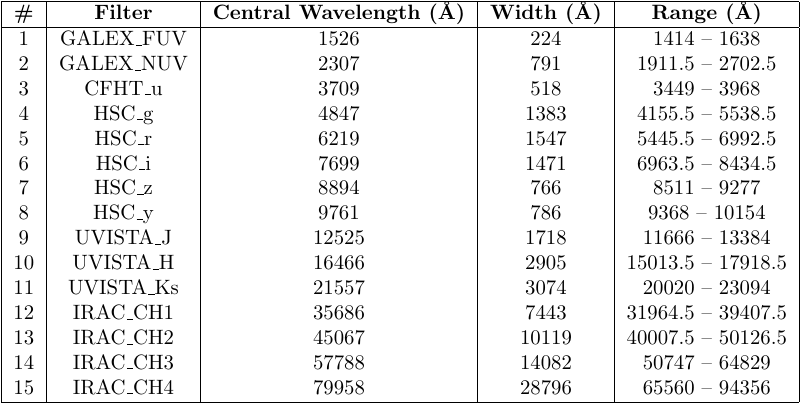 # Filter Central Wavelength (Å) Width (Å) Range (Å)
1 GALEX_FUV 1526 224 1414 – 1638
2 GALEX_NUV 2307 791 1911.5 – 2702.5
3 CFHT_u 3709 518 3449 – 3968
4 HSC_g 4847 1383 4155.5 – 5538.5
5 HSC_r 6219 1547 5445.5 – 6992.5
6 HSC_i 7699 1471 6963.5 – 8434.5
7 HSC_z 8894 766 8511 – 9277
8 HSC_y 9761 786 9368 – 10154
9 UVISTA_J 12525 1718 11666 – 13384
10 UVISTA_H 16466 2905 15013.5 – 17918.5
11 UVISTA_Ks 21557 3074 20020 – 23094
12 IRAC_CH1 35686 7443 31964.5 – 39407.5
13 IRAC_CH2 45067 10119 40007.5 – 50126.5
14 IRAC_CH3 57788 14082 50747 – 64829
15 IRAC_CH4 79958 28796 65560 – 94356